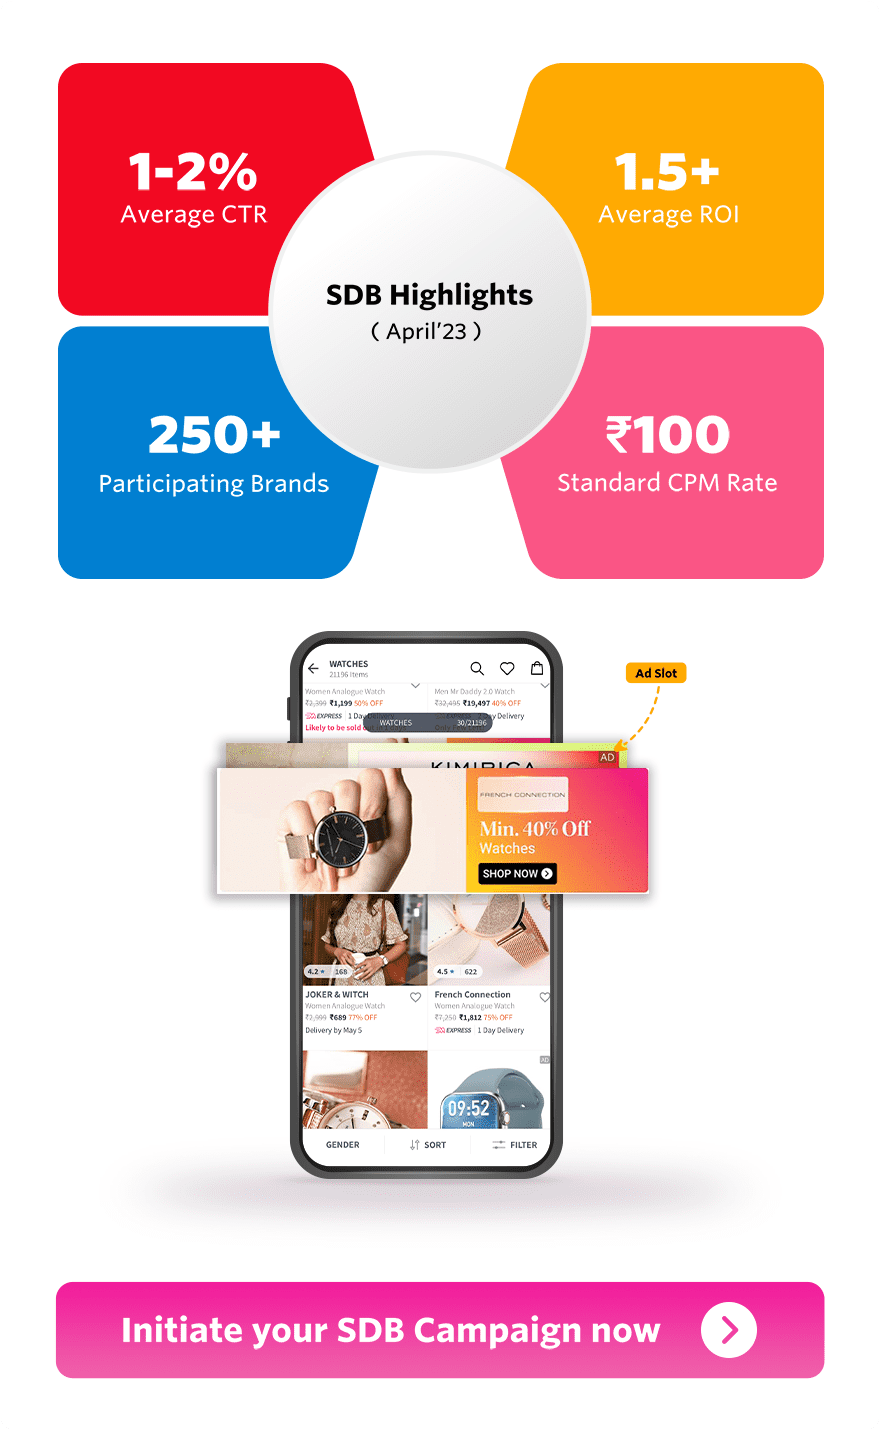 1-2%
Average CTR
1.5+
Average ROI
SDB Highlights
( April'23 )
250+
Participating Brands
₹100
Standard CPM Rate
WATCHES
21196 Items
Ad Slot
Women Analogue Watch
Men Mr Daddy 2.0 Watch
₹2,399 ₹1,199 50% OFF
₹32,495 ₹19,497 40% OFF
EXPRESS 1 Day Delivery
Delivery
Likely to be sold
WATCHES 30/21196
KIMIRICA
AD
FRENCH CONNECTION
Min. 40% Off
Watches
SHOP NOW
4.2 ★ 168
4.5 ★ 622
JOKER & WITCH
French Connection
Women Analogue Watch
Women Analogue Watch
₹2,999 ₹689 77% OFF
₹7,250 ₹1,812 75% OFF
Delivery by May 5
EXPRESS 1 Day Delivery
AD
09:52
MON
GENDER
SORT
FILTER
Initiate your SDB Campaign now